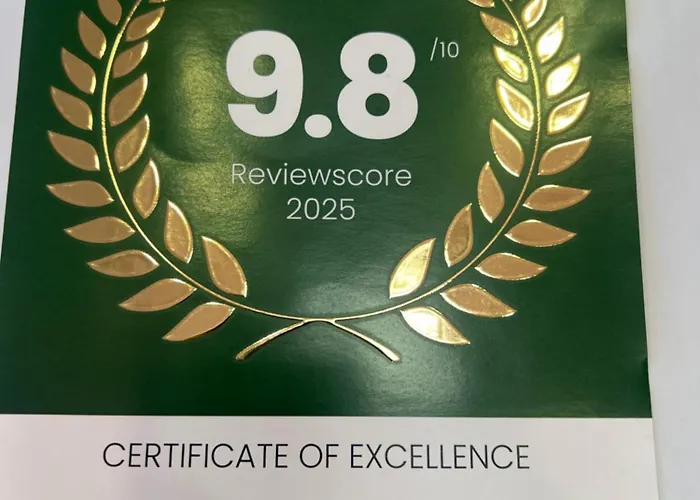 9.8 /10
Reviewscore
2025
CERTIFICATE OF EXCELLENCE